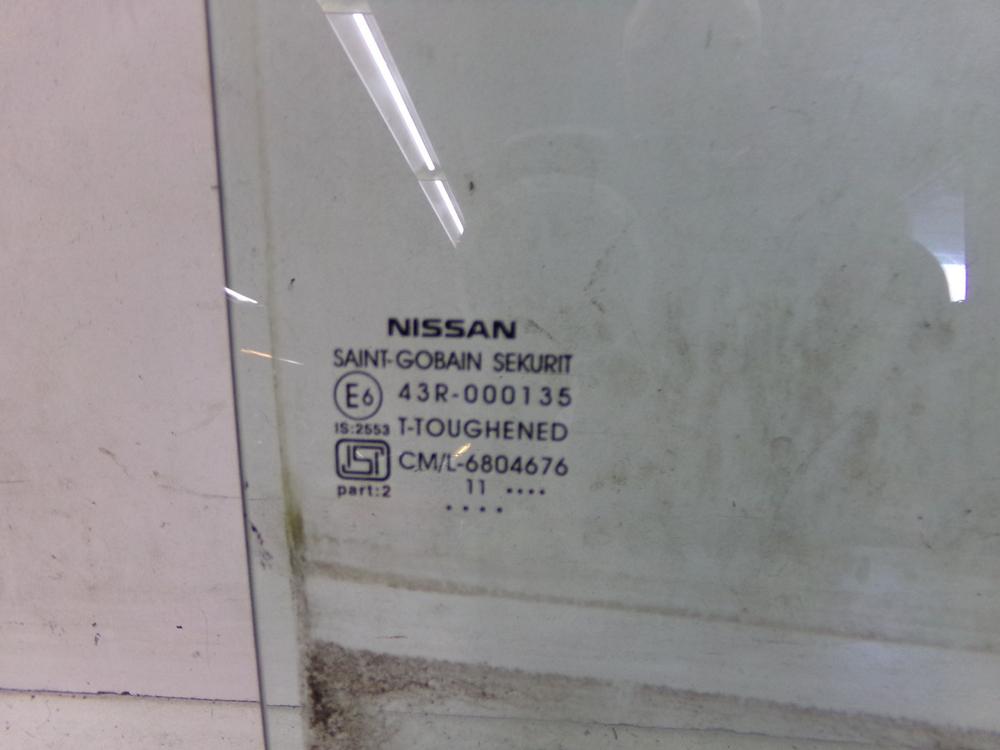 NISSAN
SAINT-GOBAIN SEKURIT
E6 43R-000135
IS:2553 T-TOUGHENED
ISI CM/L-6804676
part:2 11 ....
....